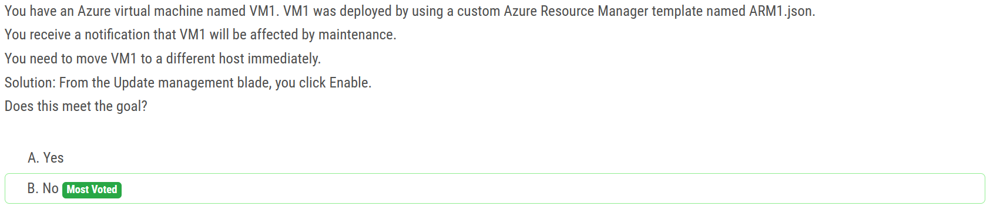 You have an Azure virtual machine named VM1. VM1 was deployed by using a custom Azure Resource Manager template named ARM1.json.
You receive a notification that VM1 will be affected by maintenance.
You need to move VM1 to a different host immediately.
Solution: From the Update management blade, you click Enable.
Does this meet the goal?
A. Yes
B. No Most Voted